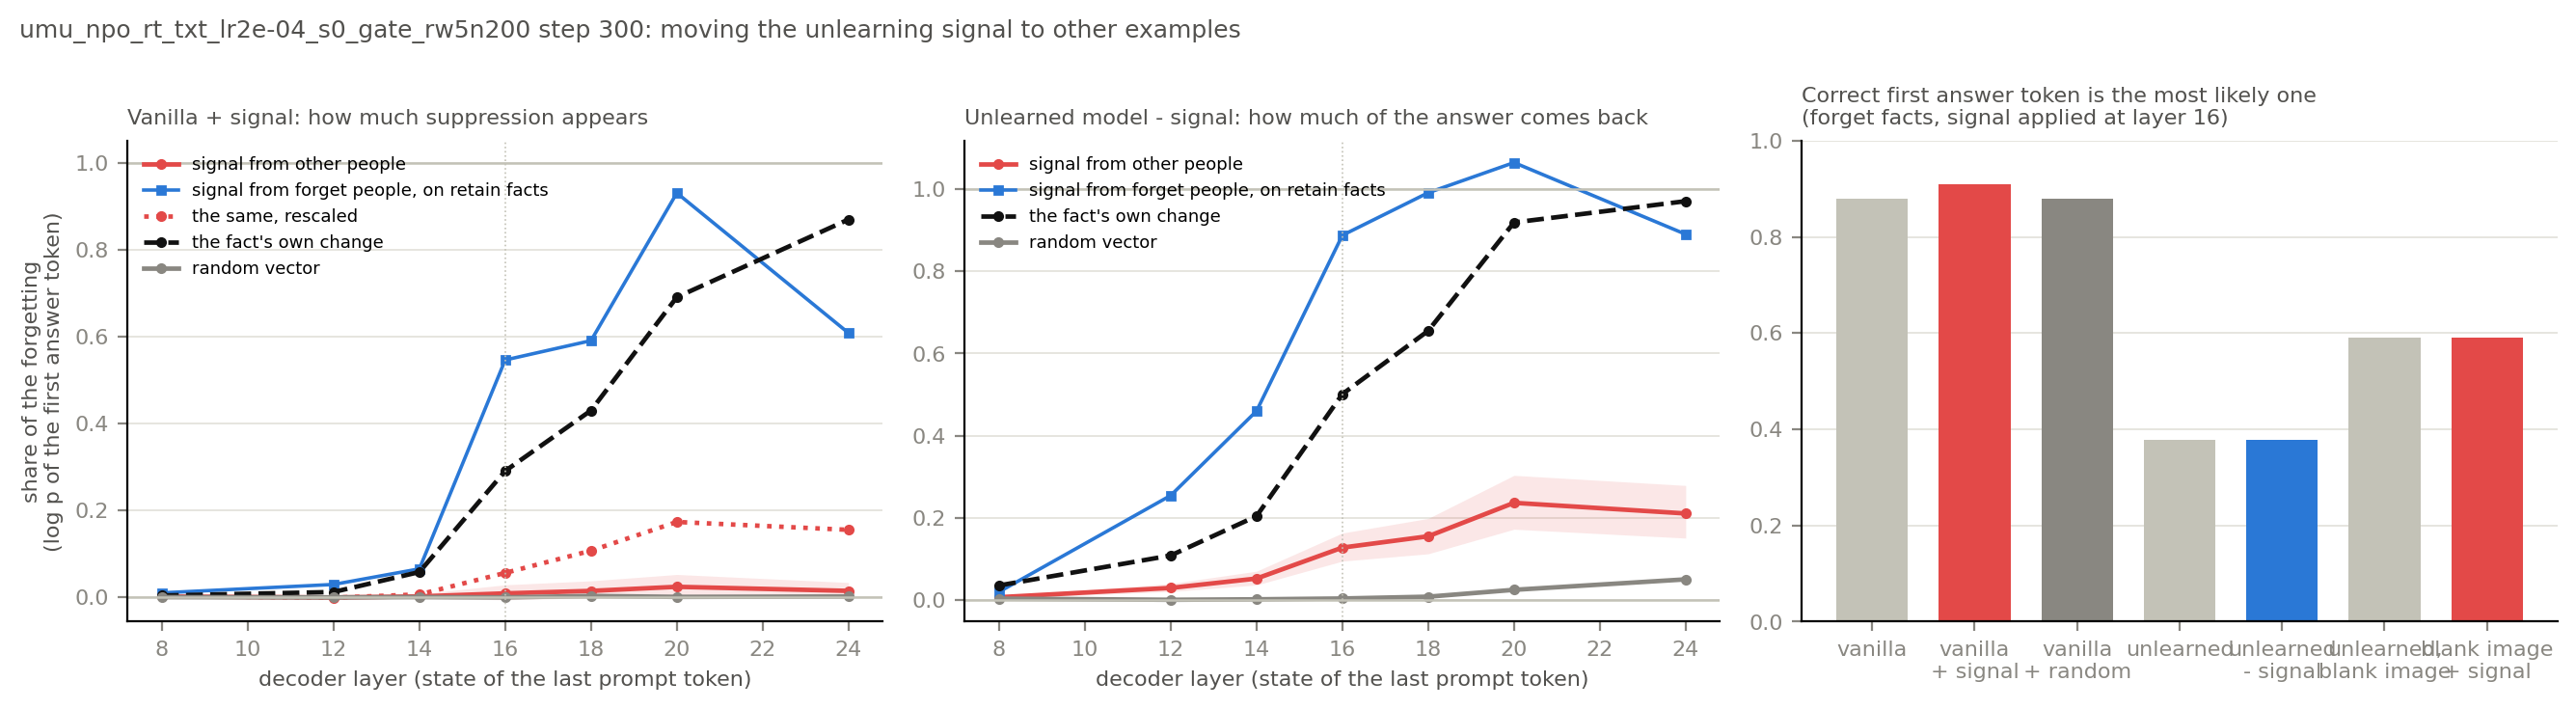 umu_npo_rt_txt_lr2e-04_s0_gate_rw5n200 step 300: moving the unlearning signal to other examples
Vanilla + signal: how much suppression appears
signal from other people
signal from forget people, on retain facts
the same, rescaled
the fact's own change
random vector
share of the forgetting
(log p of the first answer token)
1.0
0.8
0.6
0.4
0.2
0.0
8 10 12 14 16 18 20 22 24
decoder layer (state of the last prompt token)
Unlearned model - signal: how much of the answer comes back
signal from other people
signal from forget people, on retain facts
the fact's own change
random vector
1.0
0.8
0.6
0.4
0.2
0.0
8 10 12 14 16 18 20 22 24
decoder layer (state of the last prompt token)
Correct first answer token is the most likely one
(forget facts, signal applied at layer 16)
1.0
0.8
0.6
0.4
0.2
0.0
vanilla
vanilla
+ signal
vanilla
+ random
unlearned
unlearned
- signal
unlearned,
blank image
blank image
+ signal